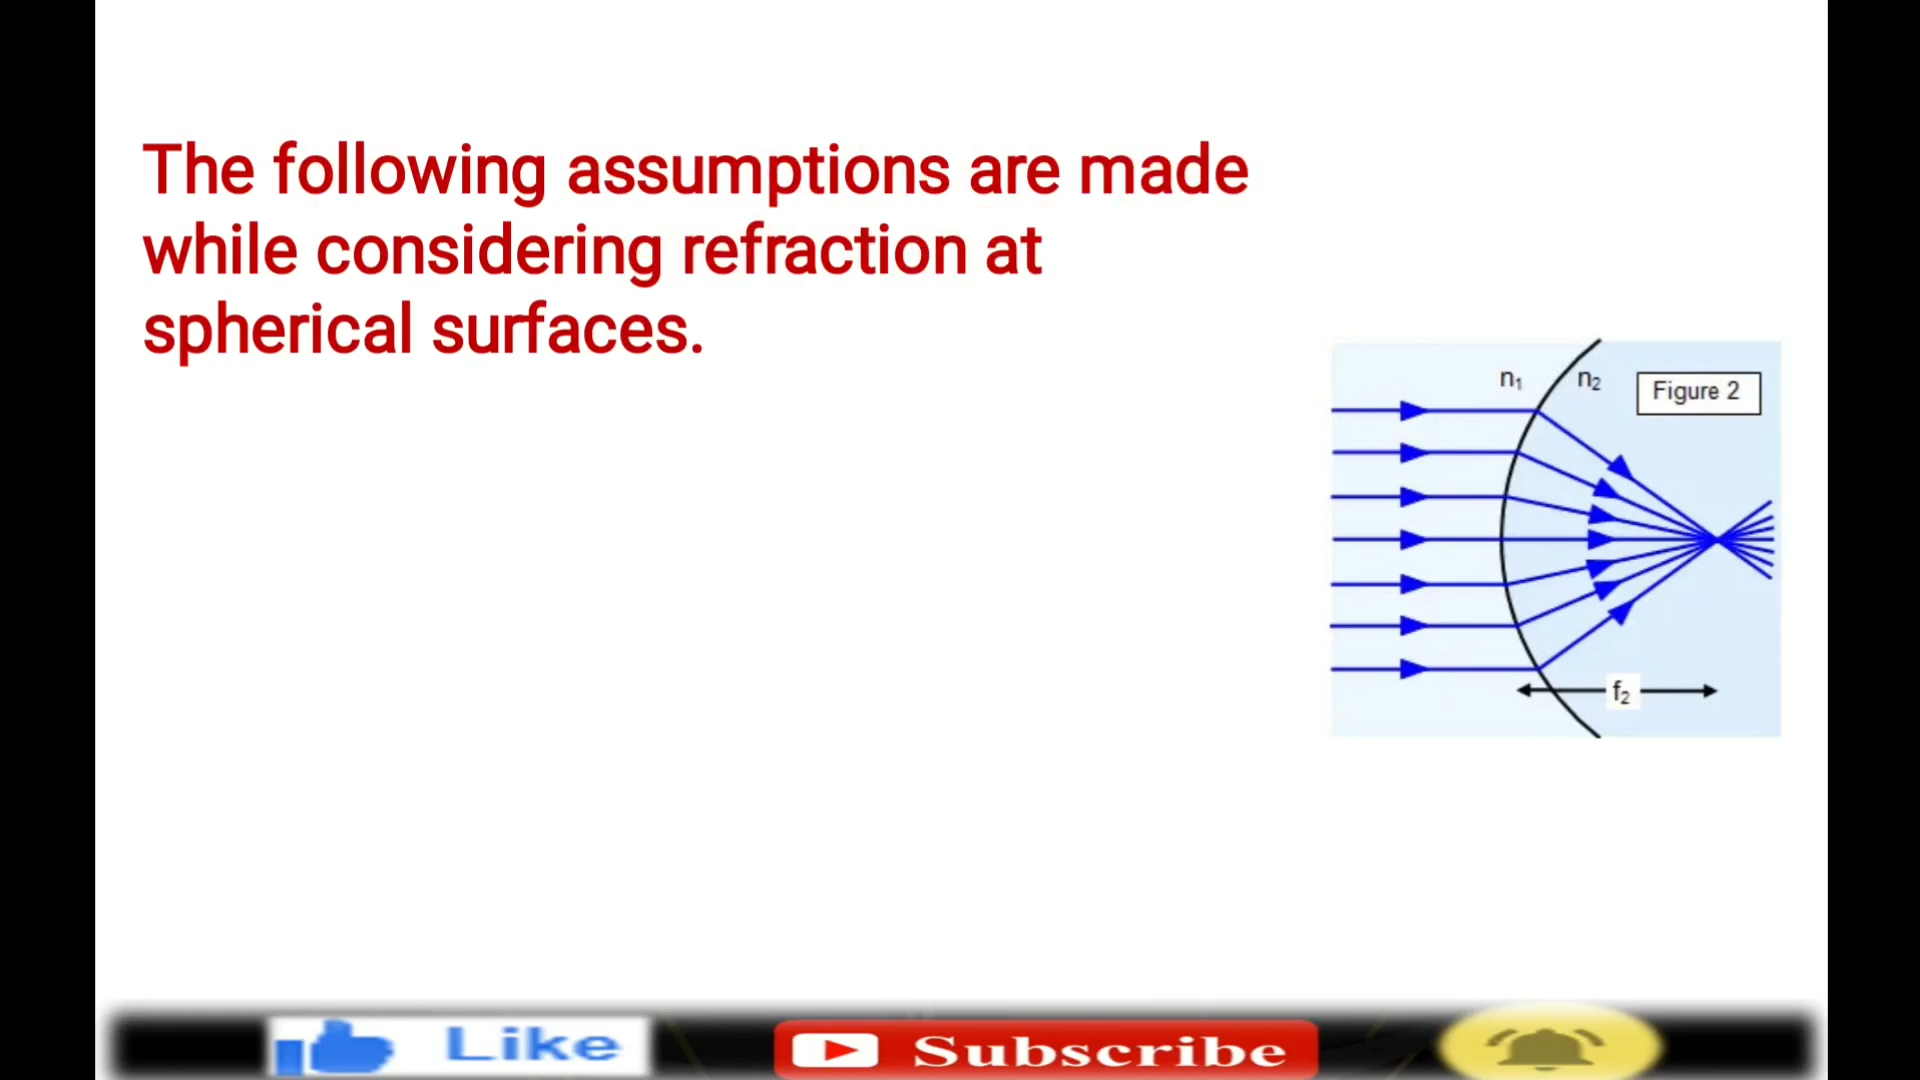 The following assumptions are made
while considering refraction at
spherical surfaces.
n₁ n₂ Figure 2
f₂
Like Subscribe